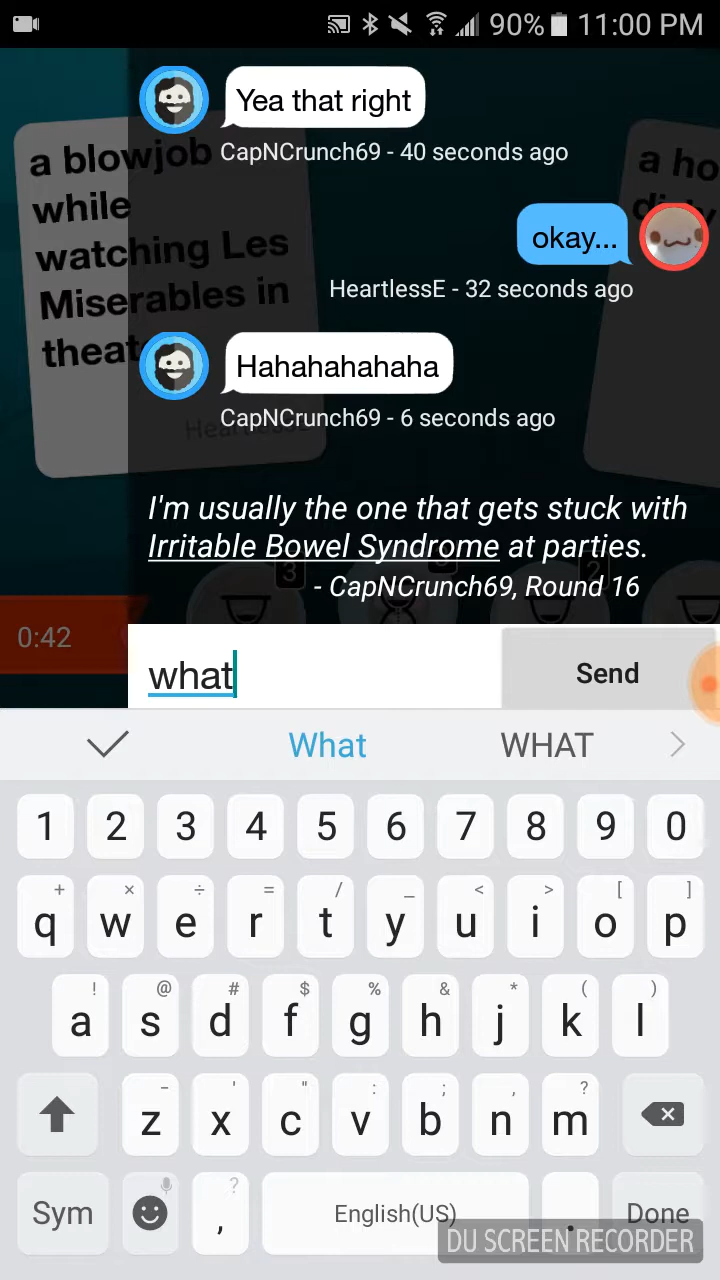 90% 11:00 PM
Yea that right
CapNCrunch69 - 40 seconds ago
a blowjob
while
watching Les
Miserables in
a ho
okay...
HeartlessE - 32 seconds ago
Hahahahahaha
CapNCrunch69 - 6 seconds ago
I'm usually the one that gets stuck with
Irritable Bowel Syndrome at parties.
- CapNCrunch69, Round 16
3
2
0:42
what
Send
What WHAT
1 2 3 4 5 6 7 8 9 0
+ × ÷ = / _ < > [ ]
q w e r t y u i o p
! @ # $ % & * ( )
a s d f g h j k l
- ' " : ; , ?
z x c v b n m
Sym , ? English(US) . Done
DU SCREEN RECORDER